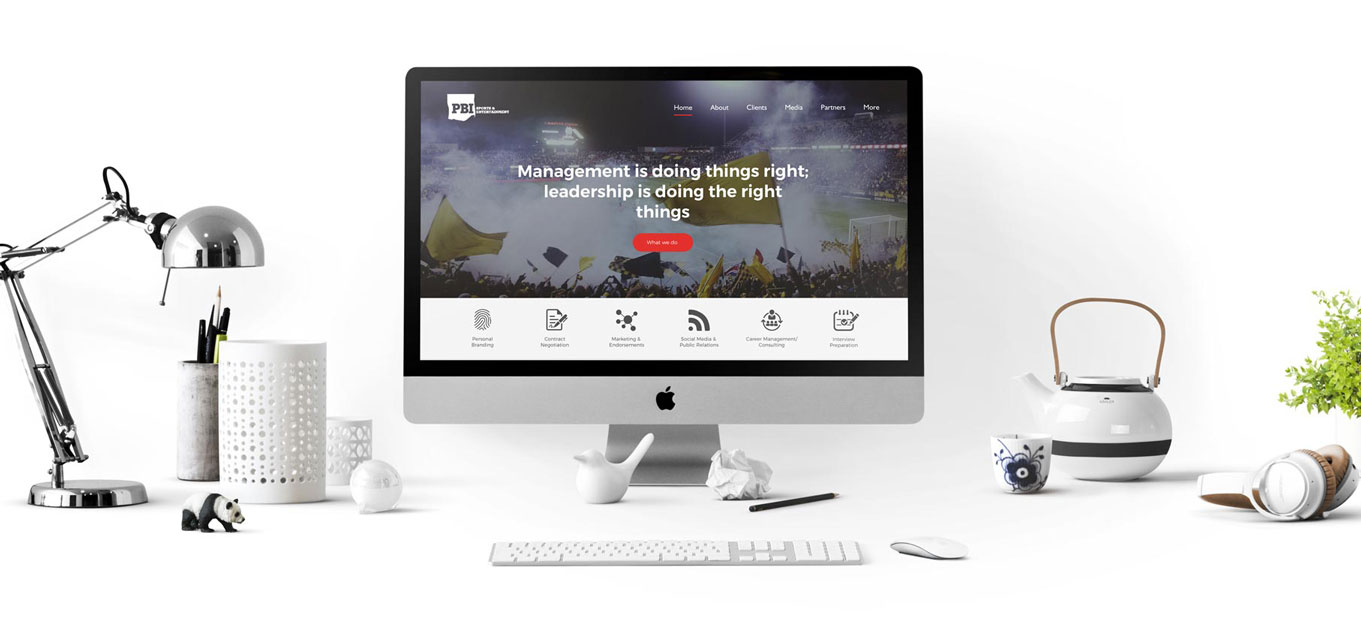 PBI SPORTS &
ENTERTAINMENT
Home About Clients Media Partners More
Management is doing things right;
leadership is doing the right
things
What we do
Personal
Branding
Contract
Negotiation
Marketing &
Endorsements
Social Media &
Public Relations
Career Management/
Consulting
Interview
Preparation